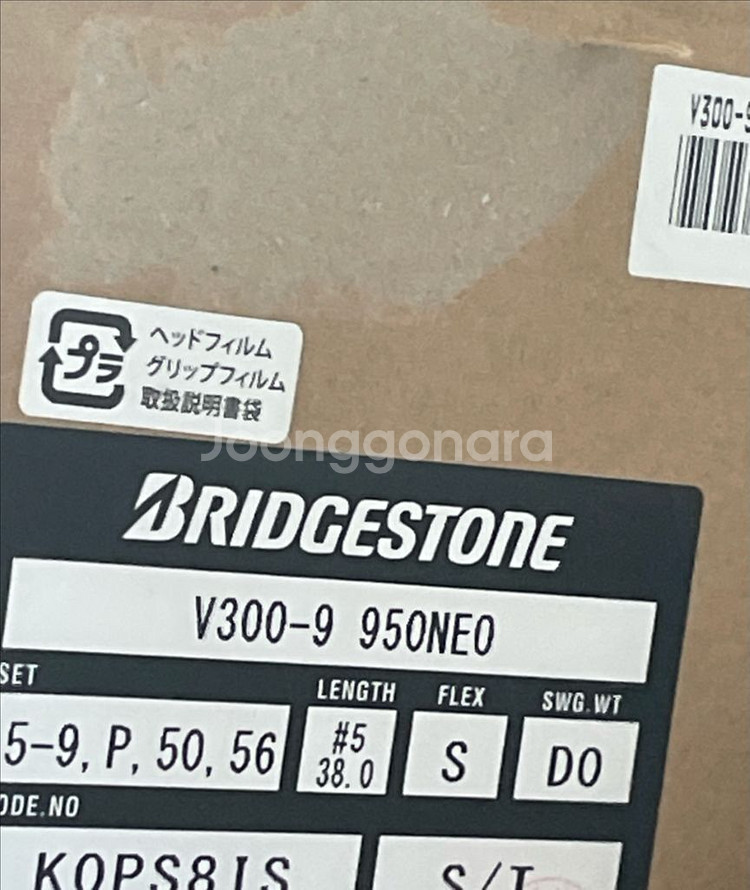 V300-9
プラ
ヘッドフィルム
グリップフィルム
取扱説明書袋
Joonggonara
BRIDGESTONE
V300-9 950NEO
SET
LENGTH
FLEX
SWG.WT
5-9, P, 50, 56
#5
38.0
S
D0
ODE.NO
KQPS8IS
S/T